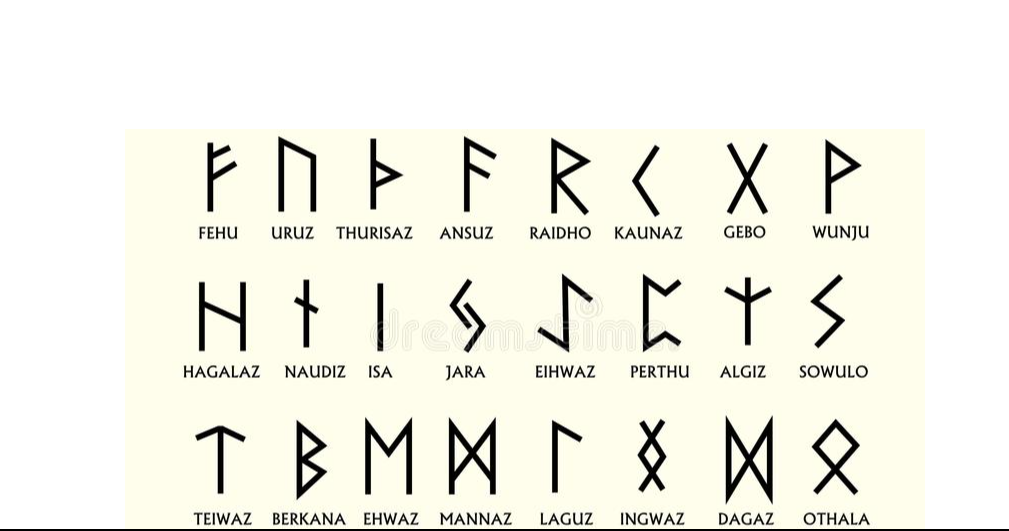 ᚠ ᚢ ᚦ ᚨ ᚱ ᚲ ᚷ ᚹ
FEHU URUZ THURISAZ ANSUZ RAIDHO KAUNAZ GEBO WUNJU
ᚺ ᚾ ᛁ ᛃ ᛇ ᛈ ᛉ ᛊ
HAGALAZ NAUDIZ ISA JARA EIHWAZ PERTHU ALGIZ SOWULO
dreamstime
ᛏ ᛒ ᛖ ᛗ ᛚ ᛝ ᛞ ᛟ
TEIWAZ BERKANA EHWAZ MANNAZ LAGUZ INGWAZ DAGAZ OTHALA